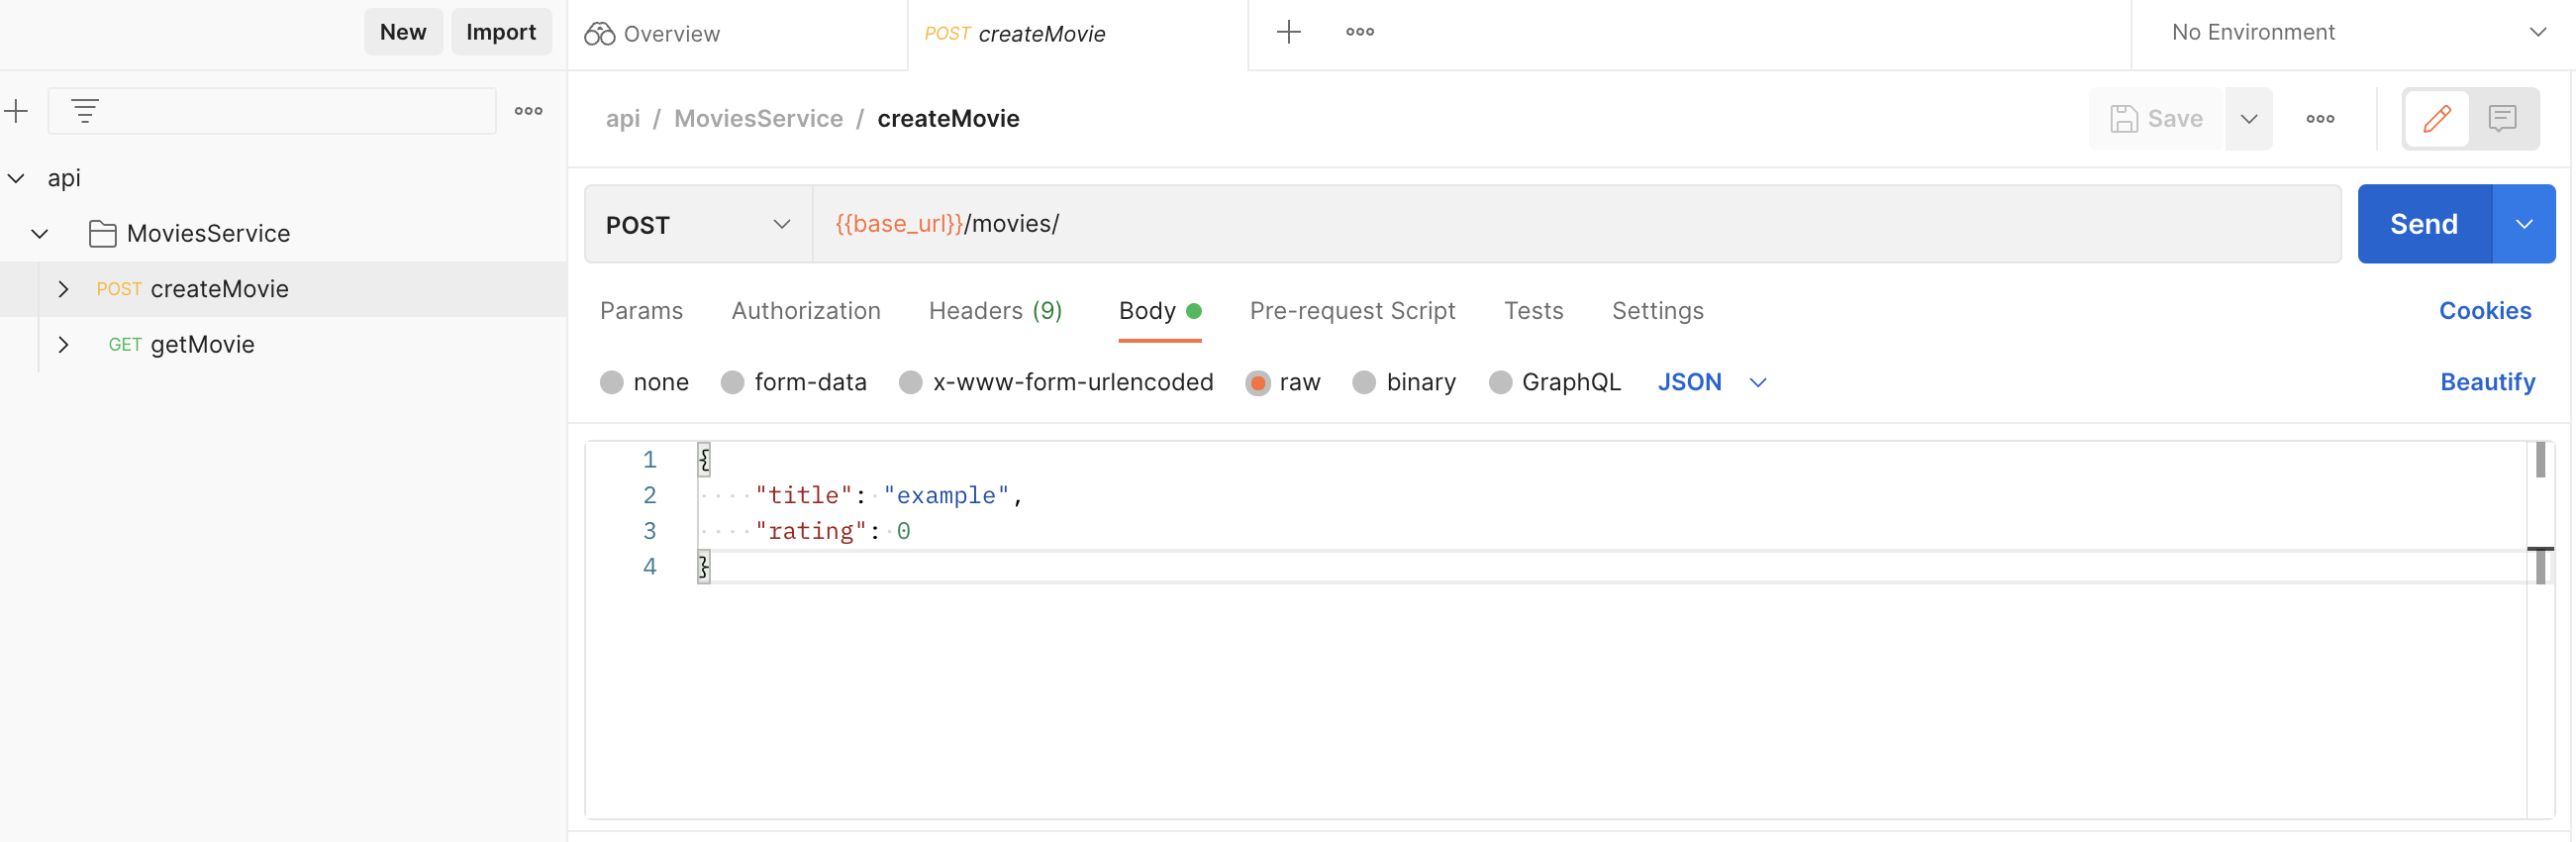 New Import
Overview
POST createMovie
No Environment
api / MoviesService / createMovie
Save
api
MoviesService
POST createMovie
GET getMovie
POST
{{base_url}}/movies/
Send
Params Authorization Headers (9) Body Pre-request Script Tests Settings Cookies
none form-data x-www-form-urlencoded raw binary GraphQL JSON Beautify
1 {
2 "title": "example",
3 "rating": 0
4 }